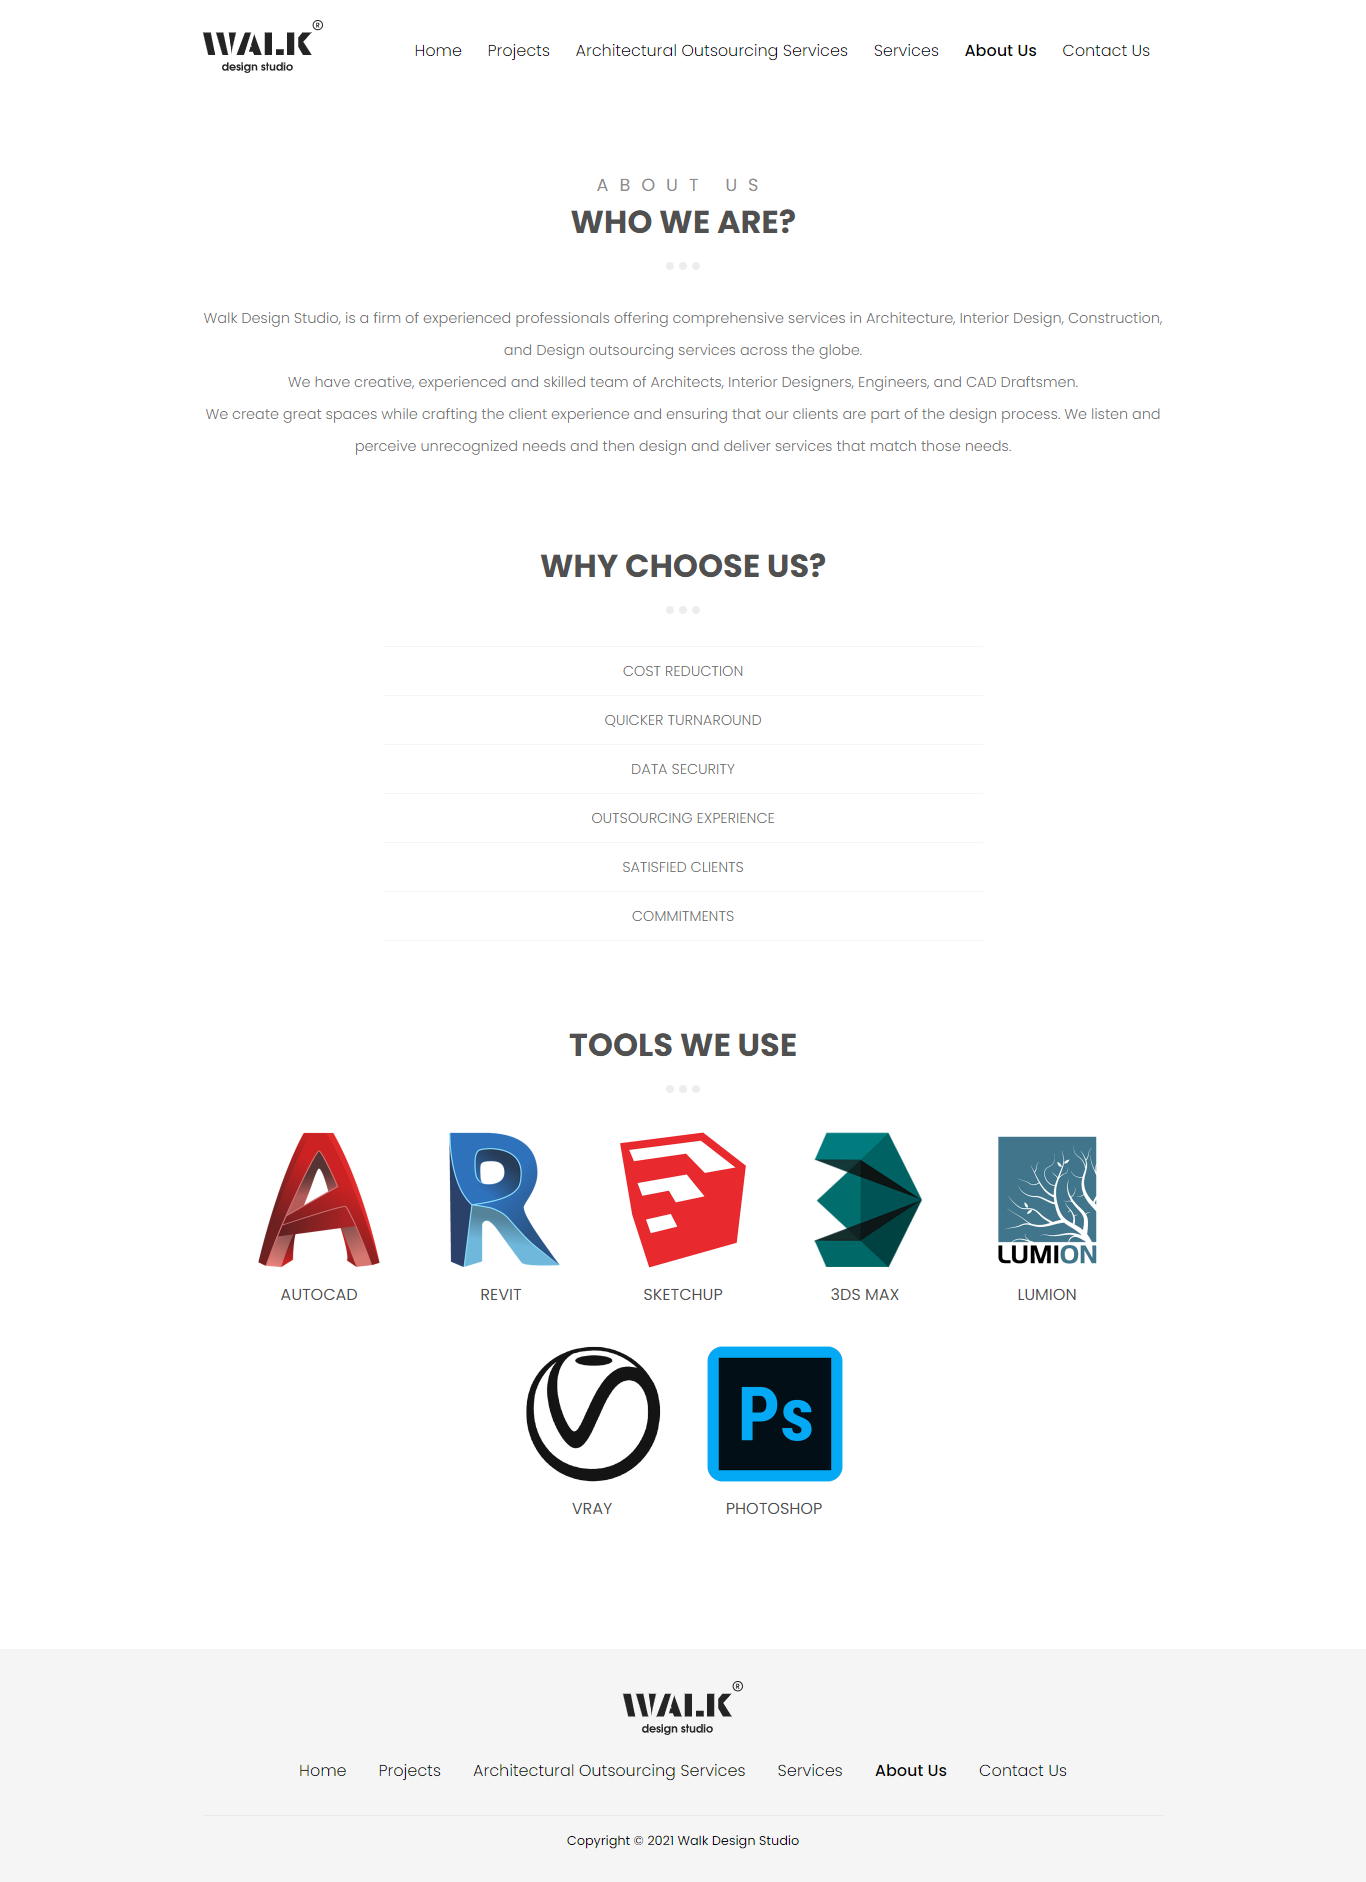 WALK®
design studio
Home Projects Architectural Outsourcing Services Services About Us Contact Us
ABOUT US
WHO WE ARE?
Walk Design Studio, is a firm of experienced professionals offering comprehensive services in Architecture, Interior Design, Construction,
and Design outsourcing services across the globe.
We have creative, experienced and skilled team of Architects, Interior Designers, Engineers, and CAD Draftsmen.
We create great spaces while crafting the client experience and ensuring that our clients are part of the design process. We listen and
perceive unrecognized needs and then design and deliver services that match those needs.
WHY CHOOSE US?
COST REDUCTION
QUICKER TURNAROUND
DATA SECURITY
OUTSOURCING EXPERIENCE
SATISFIED CLIENTS
COMMITMENTS
TOOLS WE USE
LUMION
AUTOCAD REVIT SKETCHUP 3DS MAX LUMION
Ps
VRAY PHOTOSHOP
WALK®
design studio
Home Projects Architectural Outsourcing Services Services About Us Contact Us
Copyright © 2021 Walk Design Studio